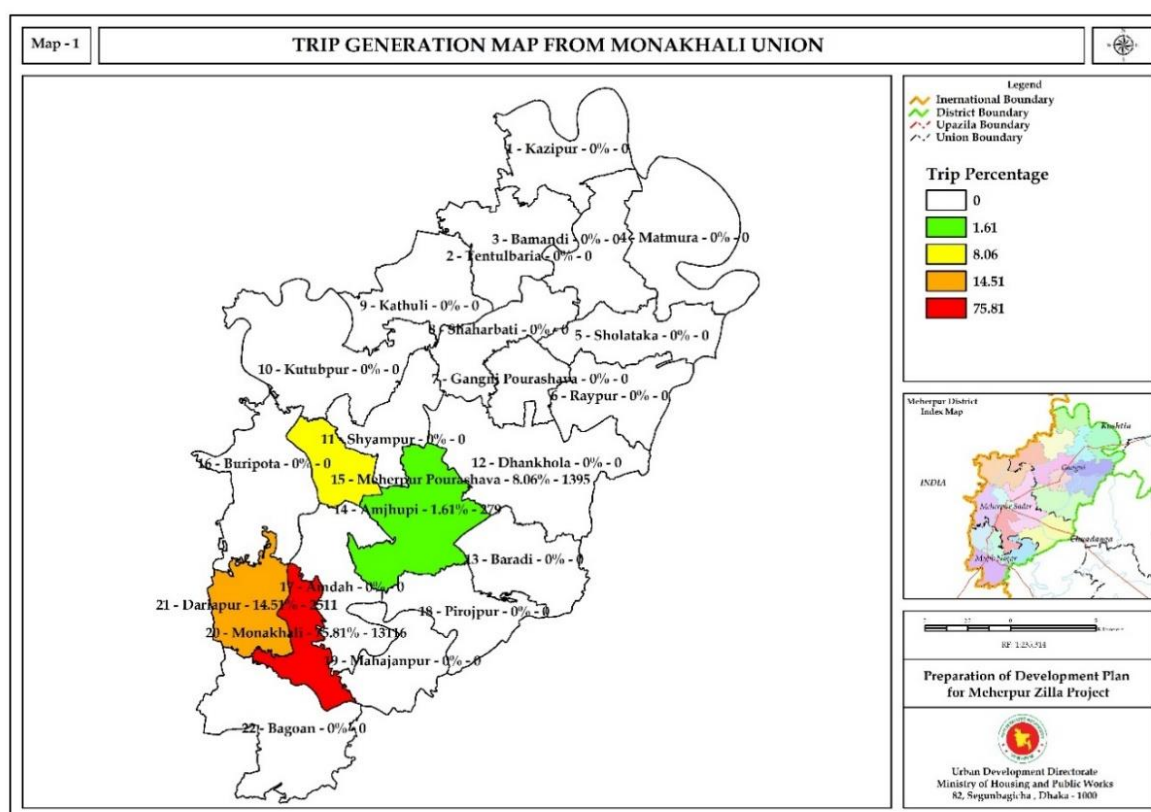 Map - 1
TRIP GENERATION MAP FROM MONAKHALI UNION
1 - Kazipur - 0% - 0
3 - Bamandi - 0% - 0
4 - Matmura - 0% - 0
2 - Tentulbaria - 0% - 0
9 - Kathuli - 0% - 0
8 - Shaharbati - 0% - 0
5 - Sholataka - 0% - 0
10 - Kutubpur - 0% - 0
7 - Gangni Pourashava - 0% - 0
6 - Raypur - 0% - 0
11 - Shyampur - 0% - 0
16 - Buripota - 0% - 0
12 - Dhankhola - 0% - 0
15 - Meherpur Pourashava - 8.06% - 1395
14 - Amjhupi - 1.61% - 279
13 - Baradi - 0% - 0
17 - Amdah - 0% - 0
21 - Dariapur - 14.51% - 2511
18 - Pirojpur - 0% - 0
20 - Monakhali - 75.81% - 13116
19 - Mahajanpur - 0% - 0
22 - Bagoan - 0% - 0
Legend
Inernational Boundary
District Boundary
Upazila Boundary
Union Boundary
Trip Percentage
0
1.61
8.06
14.51
75.81
Meherpur District
Index Map
Kushtia
Gangni
INDIA
Meherpur Sadar
Chuadanga
Preparation of Development Plan
for Meherpur Zilla Project
Urban Development Directorate
Ministry of Housing and Public Works
82, Segunbagicha , Dhaka - 1000